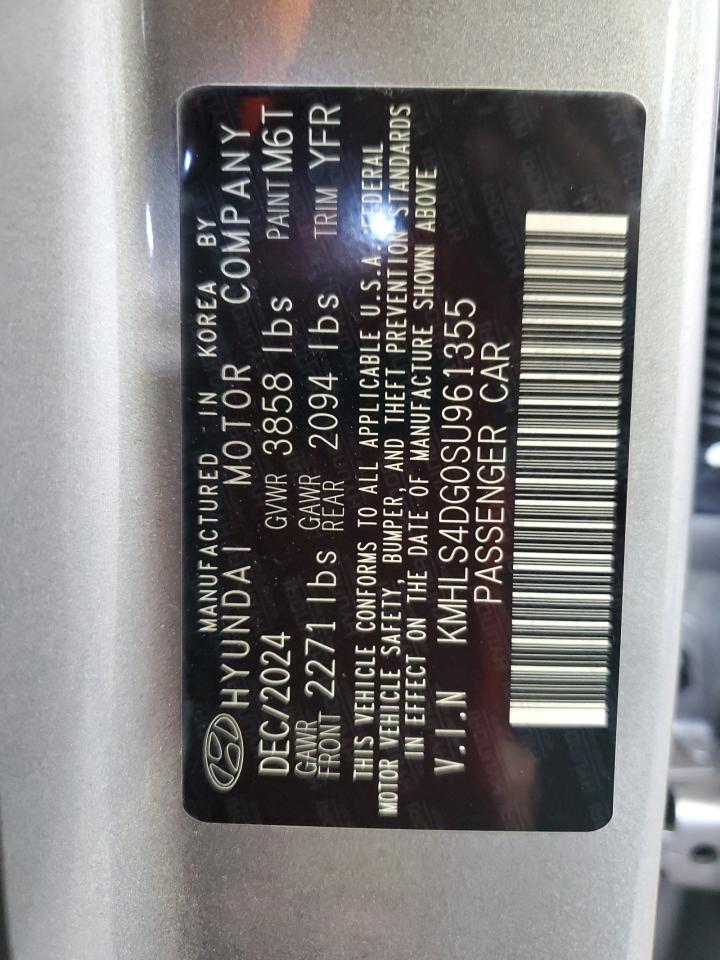 MANUFACTURED IN KOREA BY
HYUNDAI MOTOR COMPANY
DEC/2024 GVWR 3858 lbs PAINT M6T
GAWR FRONT 2271 lbs GAWR REAR 2094 lbs TRIM YFR
THIS VEHICLE CONFORMS TO ALL APPLICABLE U.S.A. FEDERAL
MOTOR VEHICLE SAFETY, BUMPER, AND THEFT PREVENTION STANDARDS
IN EFFECT ON THE DATE OF MANUFACTURE SHOWN ABOVE
V.I.N KMHLS4DG0SU961355
PASSENGER CAR